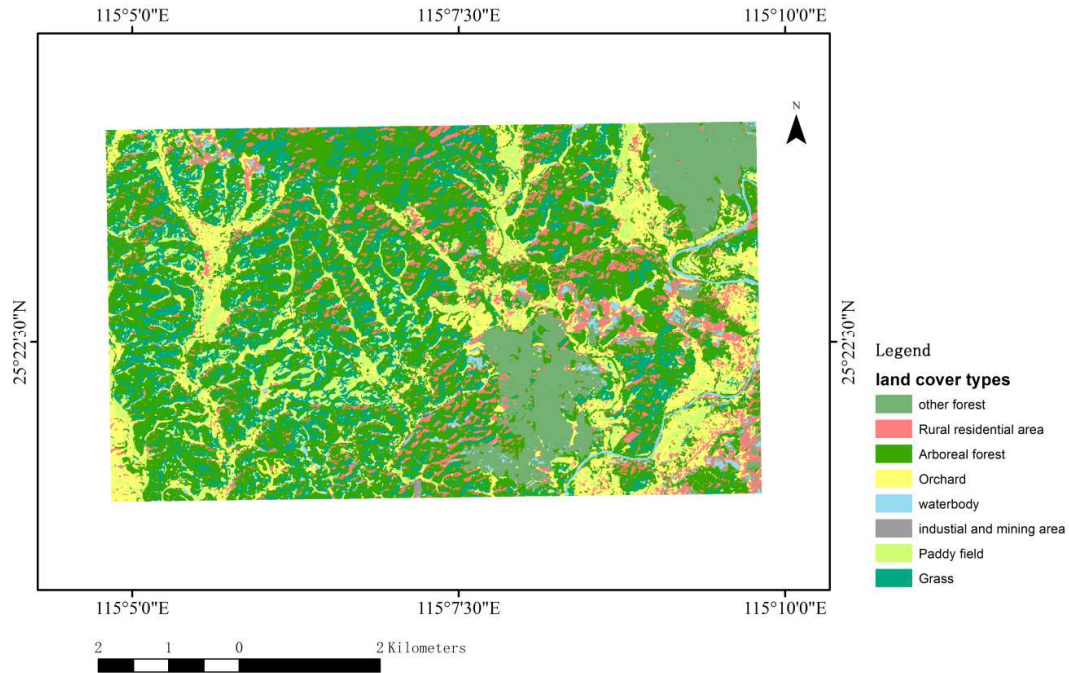 115°5'0"E 115°7'30"E 115°10'0"E
N
25°22'30"N 25°22'30"N
Legend
land cover types
other forest
Rural residential area
Arboreal forest
Orchard
waterbody
industial and mining area
Paddy field
Grass
115°5'0"E 115°7'30"E 115°10'0"E
2 1 0 2 Kilometers